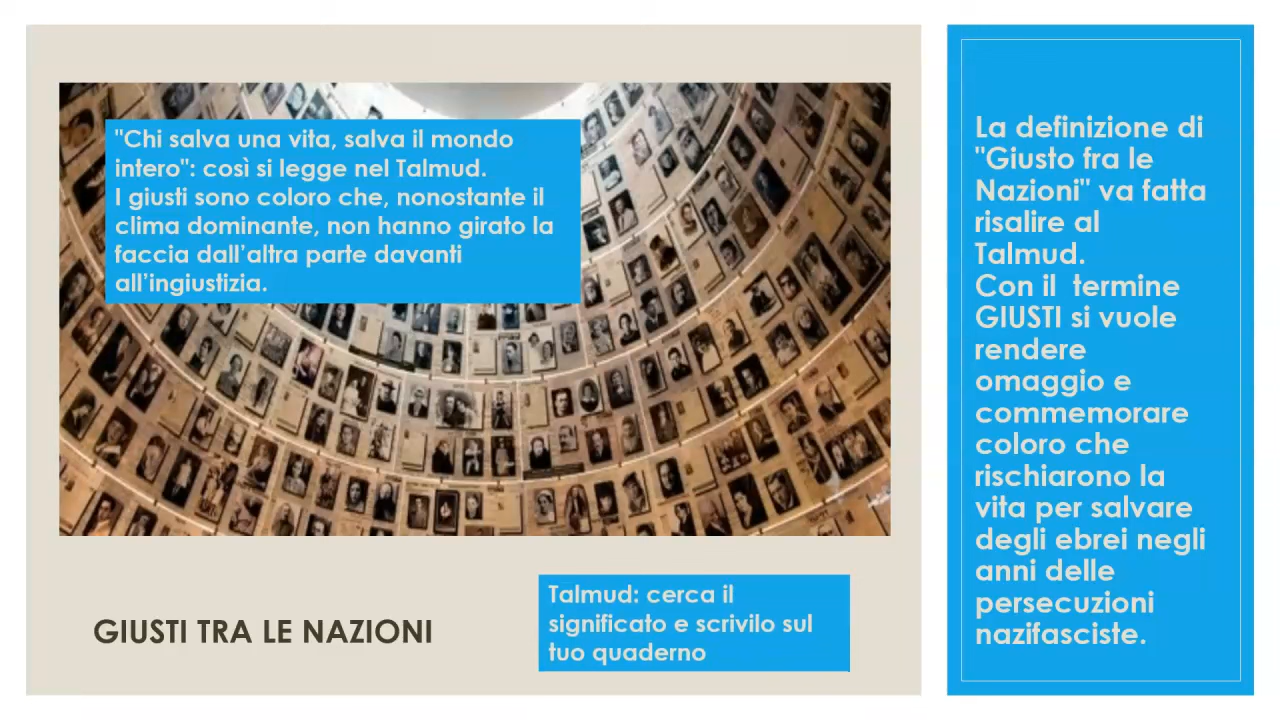 "Chi salva una vita, salva il mondo
intero": così si legge nel Talmud.
I giusti sono coloro che, nonostante il
clima dominante, non hanno girato la
faccia dall'altra parte davanti
all'ingiustizia.
GIUSTI TRA LE NAZIONI
Talmud: cerca il
significato e scrivilo sul
tuo quaderno
La definizione di
"Giusto fra le
Nazioni" va fatta
risalire al
Talmud.
Con il  termine
GIUSTI si vuole
rendere
omaggio e
commemorare
coloro che
rischiarono la
vita per salvare
degli ebrei negli
anni delle
persecuzioni
nazifasciste.